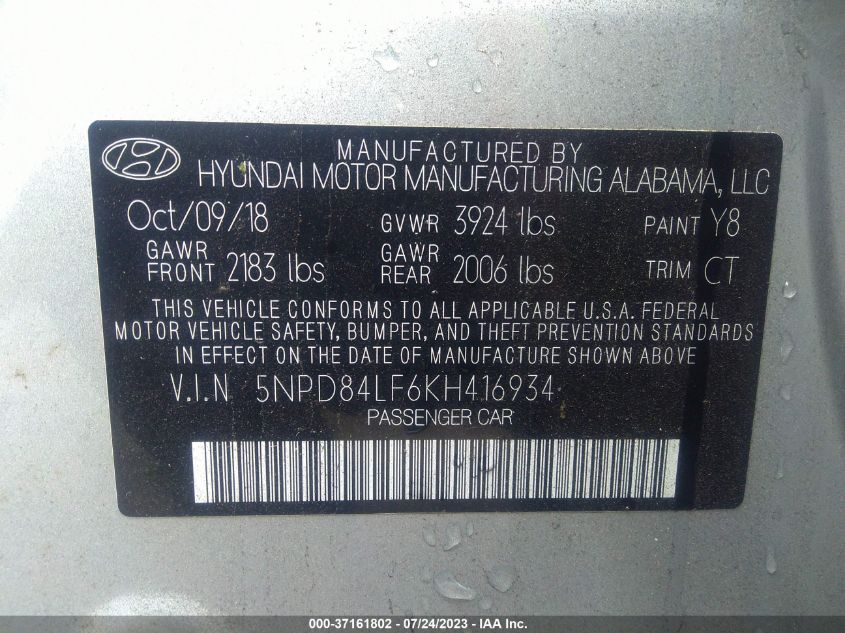 MANUFACTURED BY
HYUNDAI MOTOR MANUFACTURING ALABAMA, LLC
Oct/09/18 GVWR 3924 lbs PAINT Y8
GAWR FRONT 2183 lbs GAWR REAR 2006 lbs TRIM CT
THIS VEHICLE CONFORMS TO ALL APPLICABLE U.S.A. FEDERAL
MOTOR VEHICLE SAFETY, BUMPER, AND THEFT PREVENTION STANDARDS
IN EFFECT ON THE DATE OF MANUFACTURE SHOWN ABOVE.
V.I.N 5NPD84LF6KH416934
PASSENGER CAR
000-37161802 - 07/24/2023 - IAA Inc.